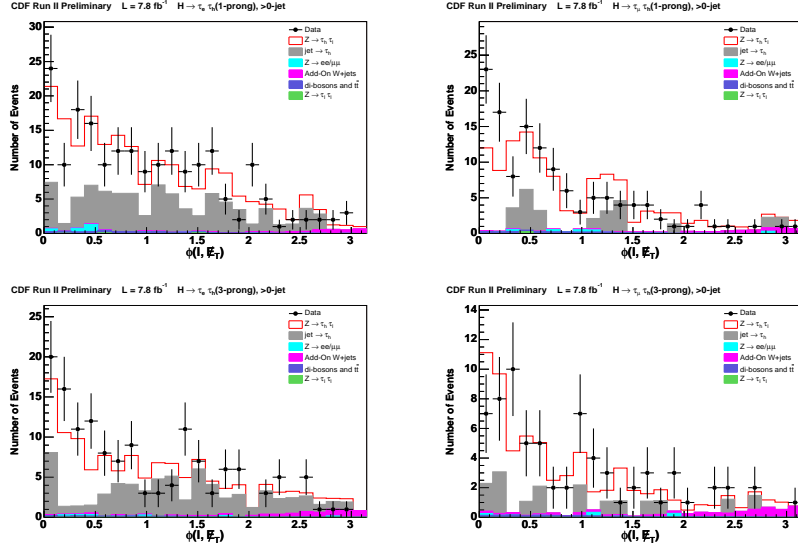 CDF Run II Preliminary L = 7.8 fb⁻¹ H → τₑ τₕ(1-prong), >0-jet
Number of Events
30
25
20
15
10
5
0
Data
Z → τₕ τₗ
jet → τₕ
Z → ee/μμ
Add-On W+jets
di-bosons and tt̄
Z → τₗ τₗ
0 0.5 1 1.5 2 2.5 3
ϕ(l, E̸_T)
CDF Run II Preliminary L = 7.8 fb⁻¹ H → τ_μ τₕ(1-prong), >0-jet
Number of Events
25
20
15
10
5
0
Data
Z → τₕ τₗ
jet → τₕ
Z → ee/μμ
Add-On W+jets
di-bosons and tt̄
Z → τₗ τₗ
0 0.5 1 1.5 2 2.5 3
ϕ(l, E̸_T)
CDF Run II Preliminary L = 7.8 fb⁻¹ H → τₑ τₕ(3-prong), >0-jet
Number of Events
25
20
15
10
5
0
Data
Z → τₕ τₗ
jet → τₕ
Z → ee/μμ
Add-On W+jets
di-bosons and tt̄
Z → τₗ τₗ
0 0.5 1 1.5 2 2.5 3
ϕ(l, E̸_T)
CDF Run II Preliminary L = 7.8 fb⁻¹ H → τ_μ τₕ(3-prong), >0-jet
Number of Events
14
12
10
8
6
4
2
0
Data
Z → τₕ τₗ
jet → τₕ
Z → ee/μμ
Add-On W+jets
di-bosons and tt̄
Z → τₗ τₗ
0 0.5 1 1.5 2 2.5 3
ϕ(l, E̸_T)